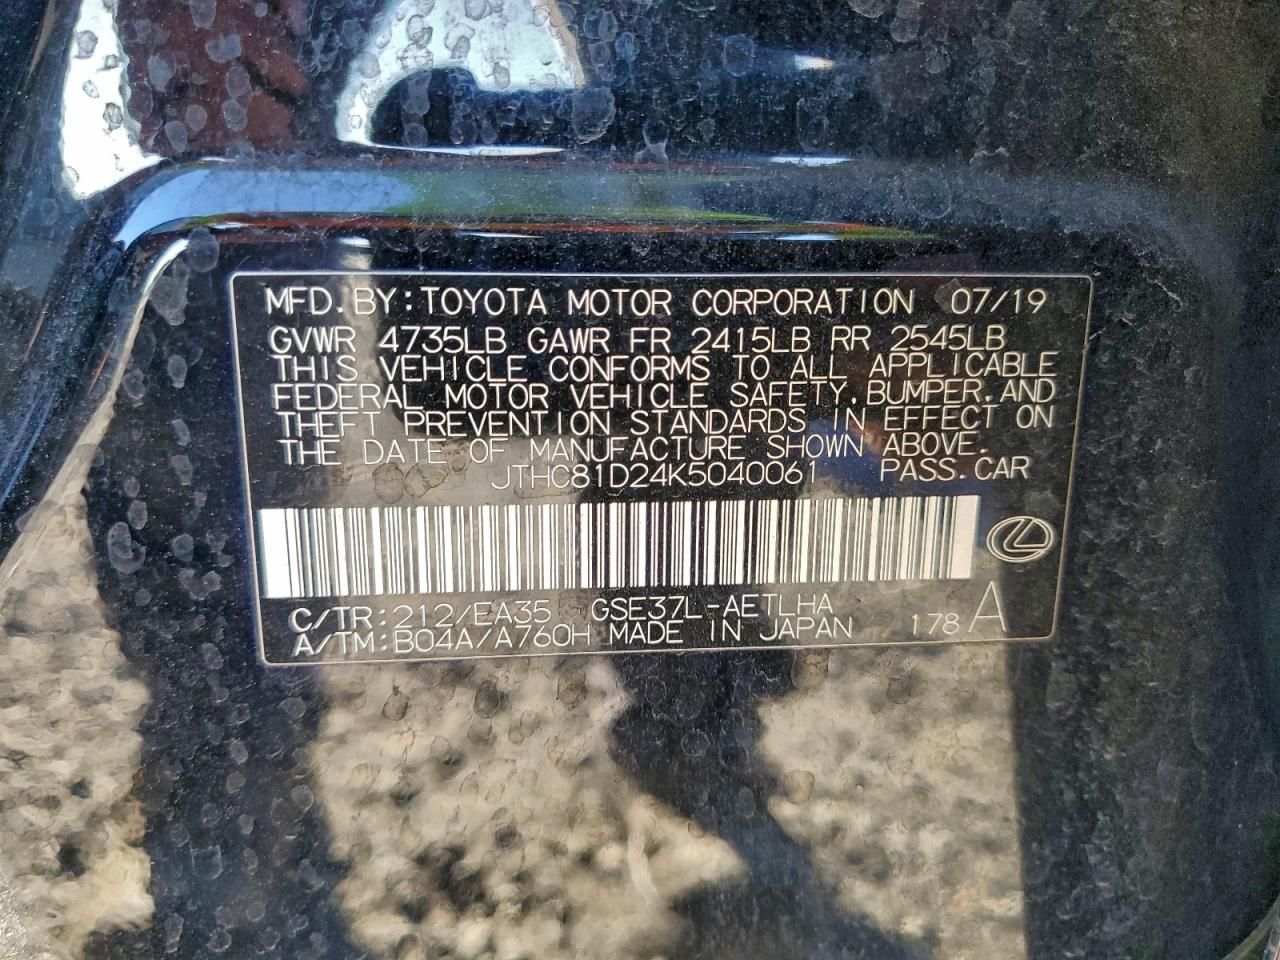 MFD. BY: TOYOTA MOTOR CORPORATION 07/19
GVWR 4735LB GAWR FR 2415LB RR 2545LB
THIS VEHICLE CONFORMS TO ALL APPLICABLE
FEDERAL MOTOR VEHICLE SAFETY, BUMPER, AND
THEFT PREVENTION STANDARDS IN EFFECT ON
THE DATE OF MANUFACTURE SHOWN ABOVE.
JTHC81D24K5040061 PASS. CAR
C/TR: 212/EA35 GSE37L-AETLHA
A/TM: B04A/A760H MADE IN JAPAN 178 A